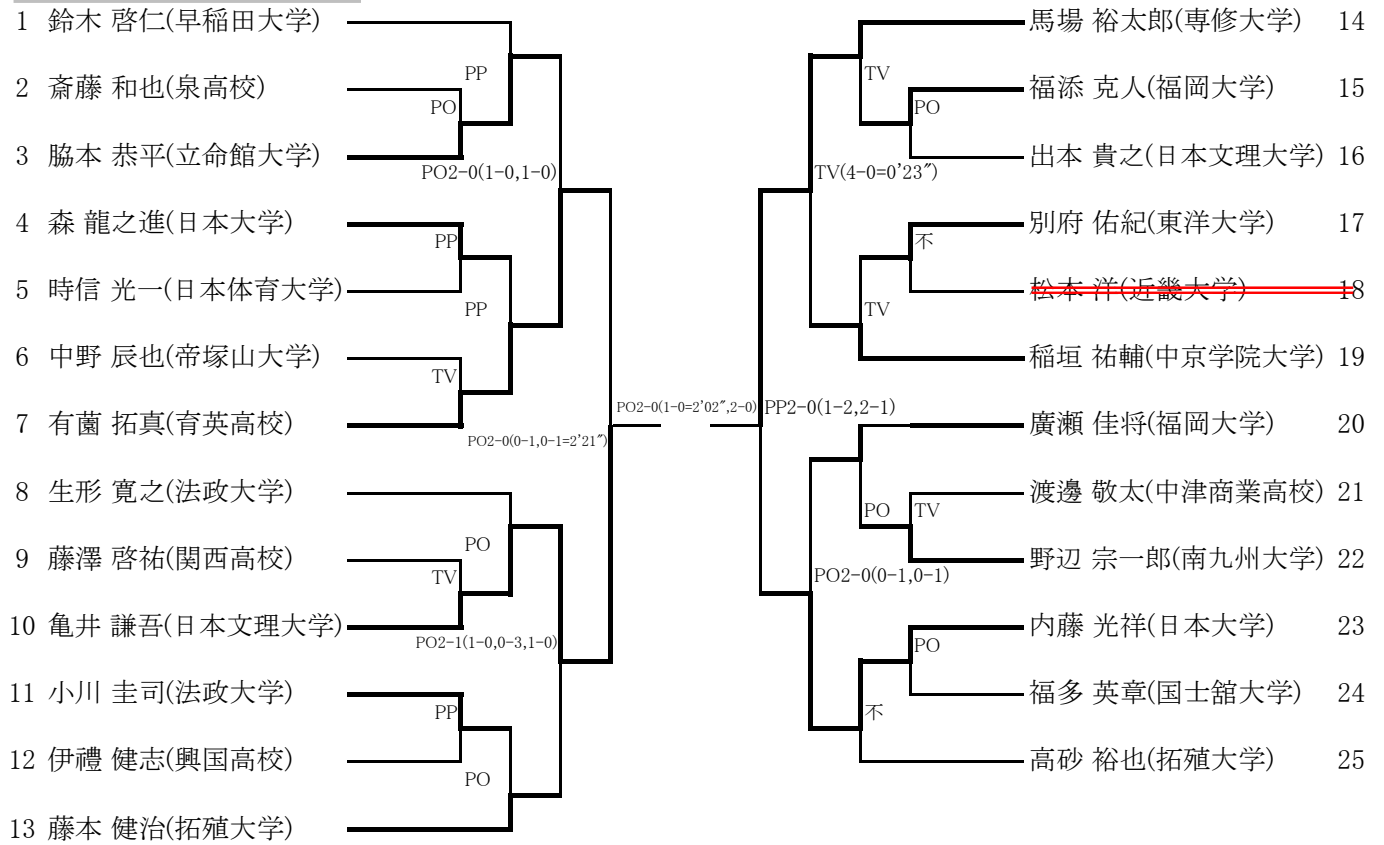 1 鈴木 啓仁(早稲田大学)
PP
2 斎藤 和也(泉高校)
PO
3 脇本 恭平(立命館大学)
PO2-0(1-0,1-0)
4 森 龍之進(日本大学)
PP
5 時信 光一(日本体育大学)
PP
6 中野 辰也(帝塚山大学)
TV
7 有薗 拓真(育英高校)
PO2-0(0-1,0-1=2'21″)
8 生形 寛之(法政大学)
PO
9 藤澤 啓祐(関西高校)
TV
10 亀井 謙吾(日本文理大学)
PO2-1(1-0,0-3,1-0)
11 小川 圭司(法政大学)
PP
12 伊禮 健志(興国高校)
PO
13 藤本 健治(拓殖大学)
PO2-0(1-0=2'02″,2-0)
PP2-0(1-2,2-1)
馬場 裕太郎(専修大学) 14
TV
福添 克人(福岡大学) 15
PO
出本 貴之(日本文理大学) 16
TV(4-0=0'23″)
別府 佑紀(東洋大学) 17
不
松本 洋(近畿大学) 18
TV
稲垣 祐輔(中京学院大学) 19
廣瀬 佳将(福岡大学) 20
渡邊 敬太(中津商業高校) 21
PO
TV
野辺 宗一郎(南九州大学) 22
PO2-0(0-1,0-1)
内藤 光祥(日本大学) 23
PO
福多 英章(国士舘大学) 24
不
高砂 裕也(拓殖大学) 25